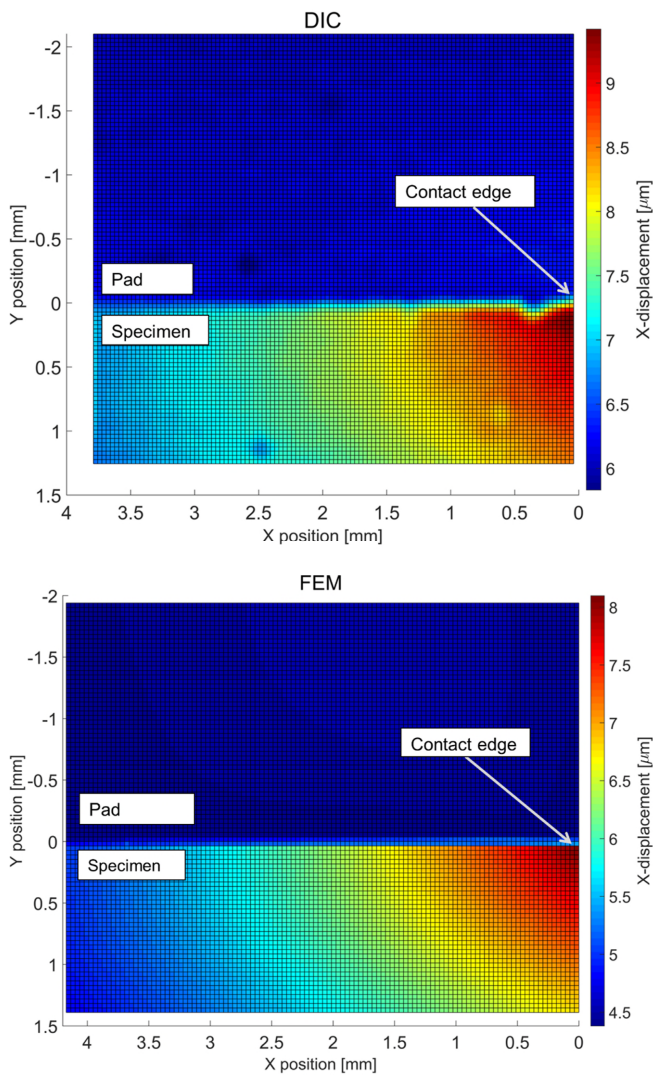 DIC
-2
-1.5
-1
-0.5
0
0.5
1
1.5
Y position [mm]
Contact edge
Pad
Specimen
4 3.5 3 2.5 2 1.5 1 0.5 0
X position [mm]
9
8.5
8
7.5
7
6.5
6
X-displacement [μm]
FEM
-2
-1.5
-1
-0.5
0
0.5
1
1.5
Y position [mm]
Contact edge
Pad
Specimen
4 3.5 3 2.5 2 1.5 1 0.5 0
X position [mm]
8
7.5
7
6.5
6
5.5
5
4.5
X-displacement [μm]